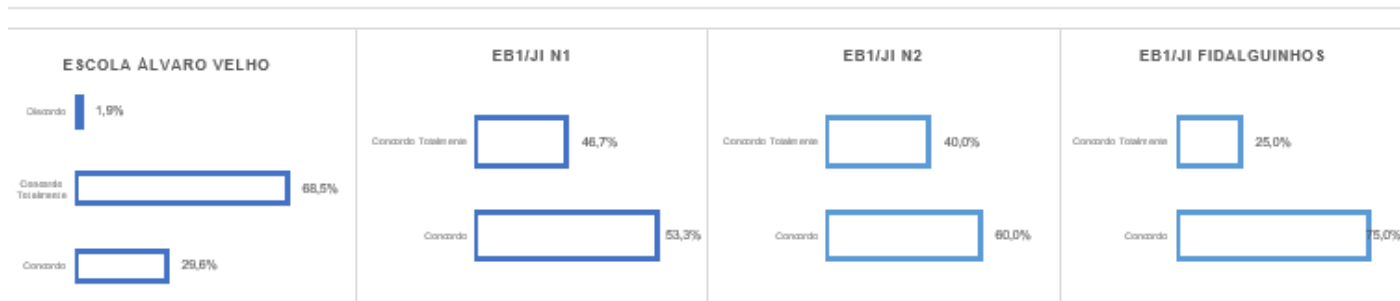 ESCOLA ÁLVARO VELHO
Discordo
1,9%
Concordo
Totalmente
68,5%
Concordo
29,6%
EB1/JI N1
Concordo Totalmente
46,7%
Concordo
53,3%
EB1/JI N2
Concordo Totalmente
40,0%
Concordo
60,0%
EB1/JI FIDALGUINHOS
Concordo Totalmente
25,0%
Concordo
75,0%